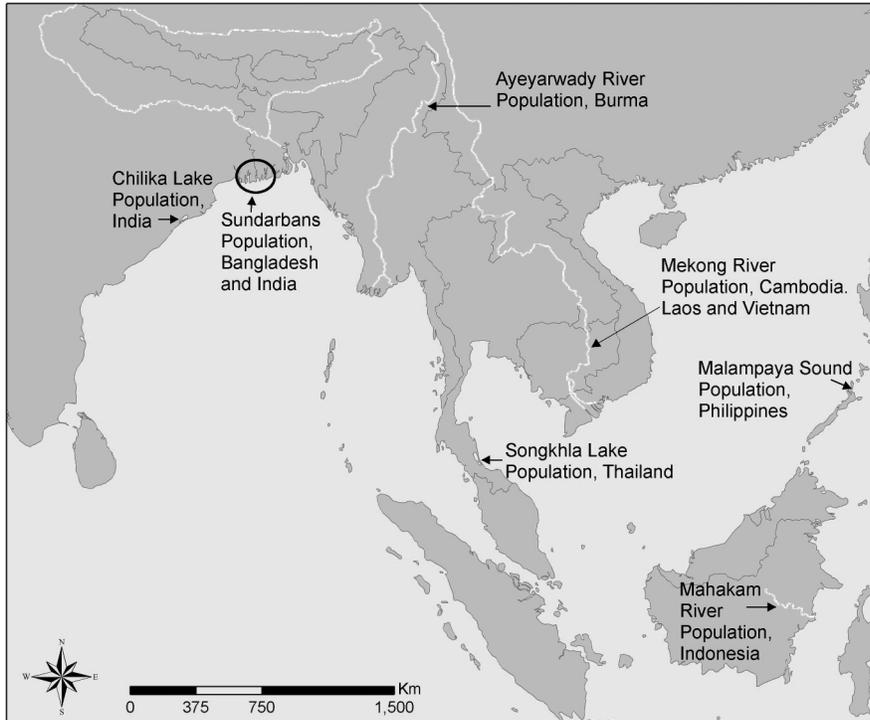 Ayeyarwady River
Population, Burma
Chilika Lake
Population,
India
Sundarbans
Population,
Bangladesh
and India
Mekong River
Population, Cambodia.
Laos and Vietnam
Malampaya Sound
Population,
Philippines
Songkhla Lake
Population, Thailand
Mahakam
River
Population,
Indonesia
N
W E
S
Km
0 375 750 1,500